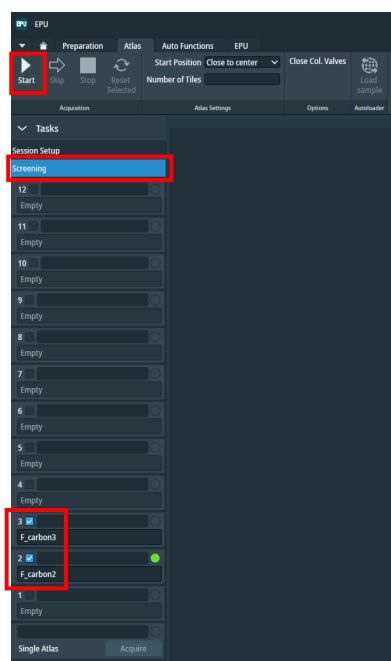 EPU EPU
Preparation Atlas Auto Functions EPU
Start Skip Stop Reset Selected
Start Position Close to center
Number of Tiles
Close Col. Valves
Load sample
Acquisition Atlas Settings Options Autoloader
Tasks
Session Setup
Screening
12
Empty
11
Empty
10
Empty
9
Empty
8
Empty
7
Empty
6
Empty
5
Empty
4
Empty
3
F_carbon3
2
F_carbon2
1
Empty
Single Atlas Acquire